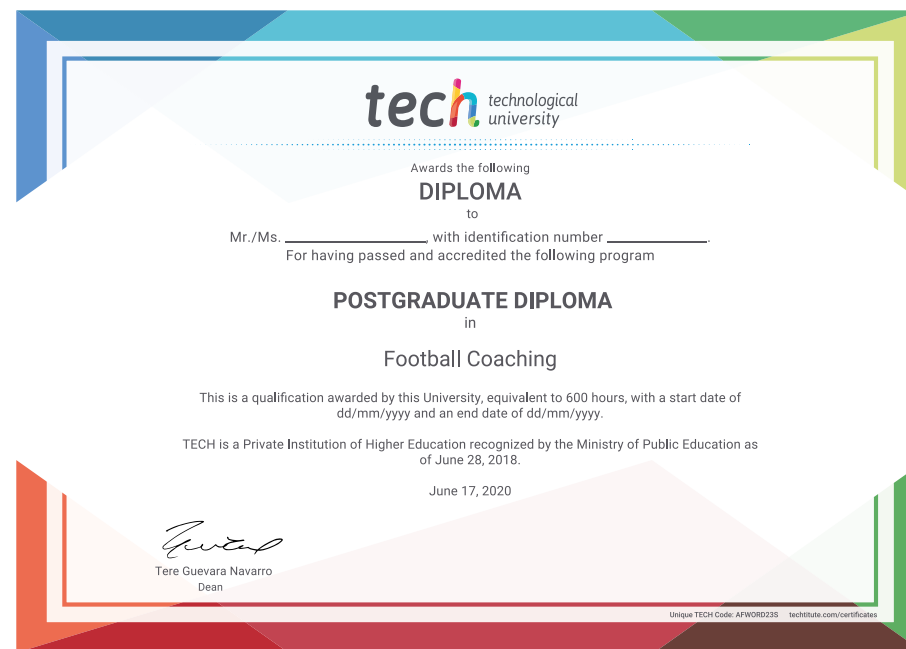 tech technological
university
Awards the following
DIPLOMA
to
Mr./Ms. ____________________, with identification number ______________.
For having passed and accredited the following program
POSTGRADUATE DIPLOMA
in
Football Coaching
This is a qualification awarded by this University, equivalent to 600 hours, with a start date of
dd/mm/yyyy and an end date of dd/mm/yyyy.
TECH is a Private Institution of Higher Education recognized by the Ministry of Public Education as
of June 28, 2018.
June 17, 2020
Tere Guevara Navarro
Dean
Unique TECH Code: AFWORD23S techtitute.com/certificates